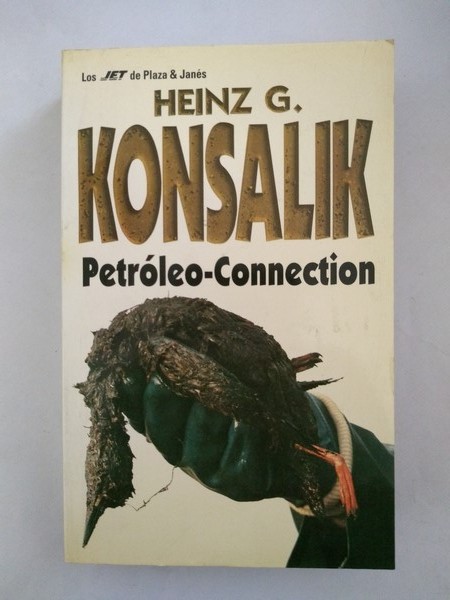 Los JET de Plaza & Janés
HEINZ G.
KONSALIK
Petróleo-Connection